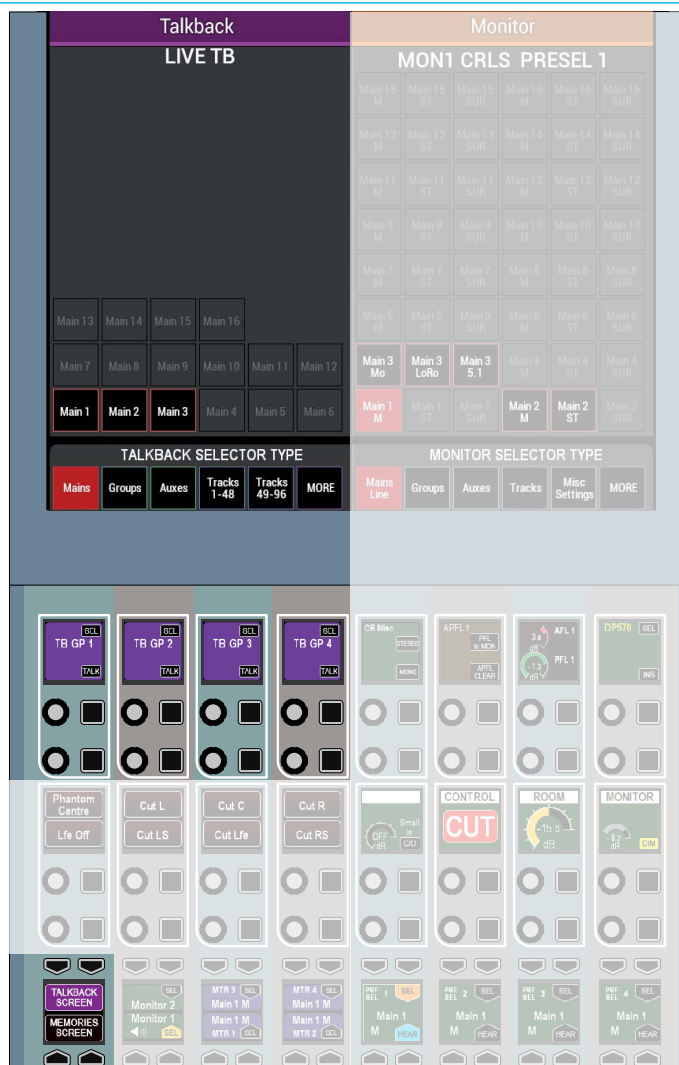 Talkback
Monitor
LIVE TB
MON1 CRLS PRESEL 1
Main 15 M
Main 15 ST
Main 15 SUR
Main 16 M
Main 16 ST
Main 16 SUR
Main 13 M
Main 13 ST
Main 13 SUR
Main 14 M
Main 14 ST
Main 14 SUR
Main 11 M
Main 11 ST
Main 11 SUR
Main 12 M
Main 12 ST
Main 12 SUR
Main 9 M
Main 9 ST
Main 9 SUR
Main 10 M
Main 10 ST
Main 10 SUR
Main 7 M
Main 7 ST
Main 7 SUR
Main 8 M
Main 8 ST
Main 8 SUR
Main 13
Main 14
Main 15
Main 16
Main 5 M
Main 5 ST
Main 5 SUR
Main 6 M
Main 6 ST
Main 6 SUR
Main 7
Main 8
Main 9
Main 10
Main 11
Main 12
Main 3 Mo
Main 3 LoRo
Main 3 5.1
Main 4 M
Main 4 ST
Main 4 SUR
Main 1
Main 2
Main 3
Main 4
Main 5
Main 6
Main 1 M
Main 1 ST
Main 1 SUR
Main 2 M
Main 2 ST
Main 2 SUR
TALKBACK SELECTOR TYPE
MONITOR SELECTOR TYPE
Mains
Groups
Auxes
Tracks 1-48
Tracks 49-96
MORE
Mains Line
Groups
Auxes
Tracks
Misc Settings
MORE
SEL
TB GP 1
TALK
SEL
TB GP 2
TALK
SEL
TB GP 3
TALK
SEL
TB GP 4
TALK
CR Misc
STEREO
MONO
APFL 1
PFL to MON
APFL CLEAR
AFL 1
dB
PFL 1
dB
DP570
SEL
INS
Phantom Centre
Lfe Off
Cut L
Cut LS
Cut C
Cut Lfe
Cut R
Cut RS
Small ls
OFF
dB
C/O
CONTROL
CUT
ROOM
dB
MONITOR
dB
DIM
TALKBACK SCREEN
MEMORIES SCREEN
SEL
Monitor 2
Monitor 1
SEL
MTR 3
SEL
Main 1 M
Main 1 M
MTR 1
SEL
MTR 4
SEL
Main 1 M
Main 1 M
MTR 2
SEL
PRE SEL 1
SEL
Main 1
M
HEAR
PRE SEL 2
SEL
Main 1
M
HEAR
PRE SEL 3
SEL
Main 1
M
HEAR
PRE SEL 4
SEL
Main 1
M
HEAR